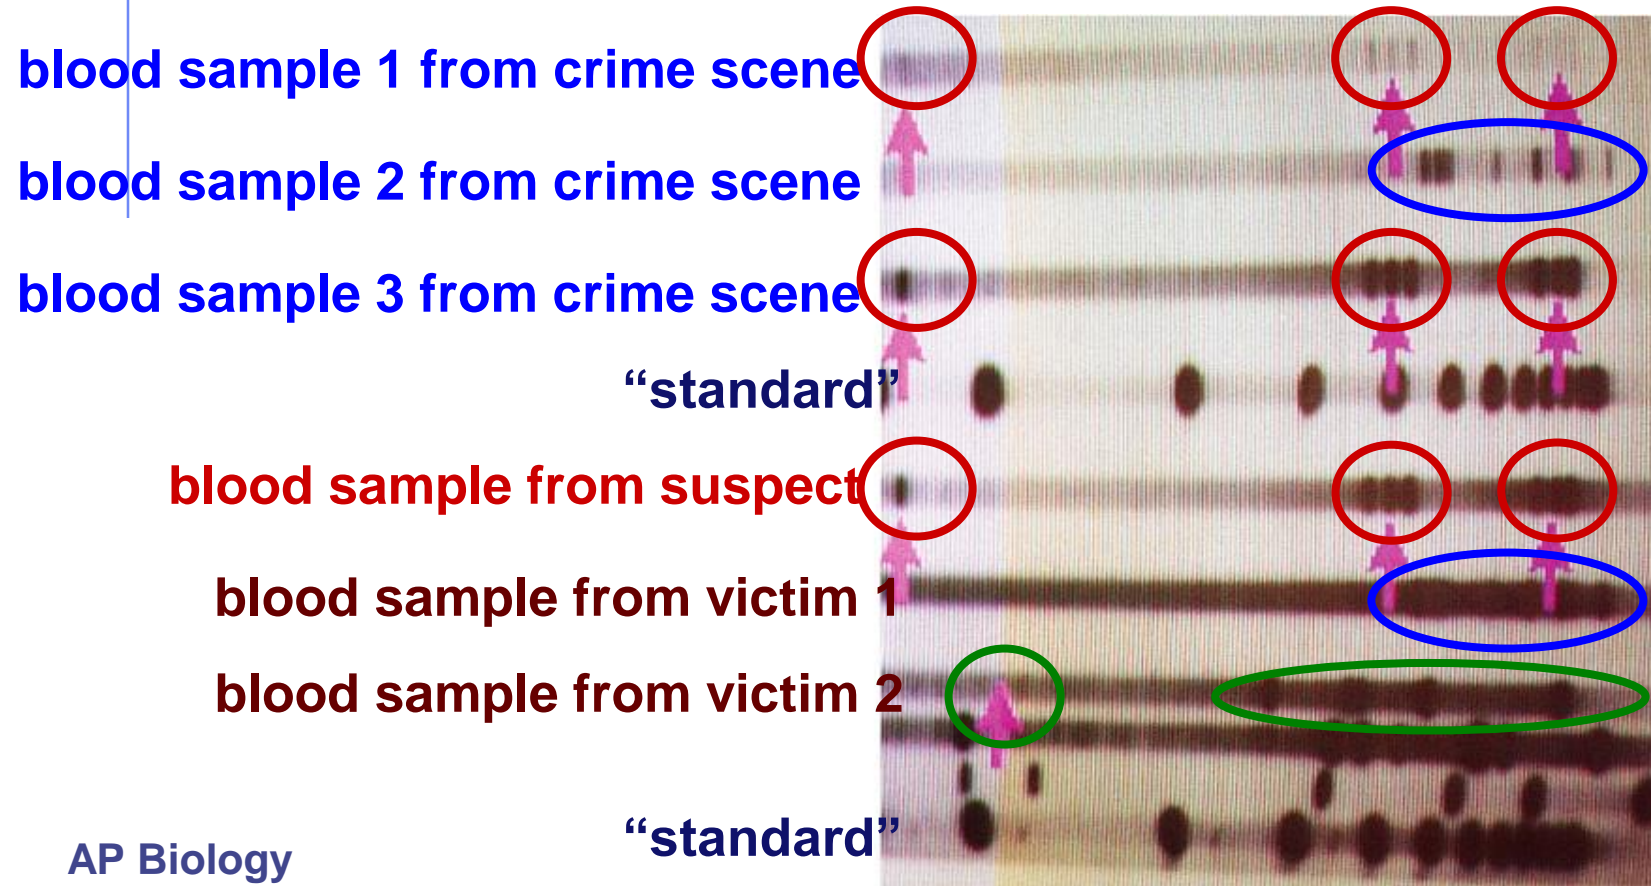 blood sample 1 from crime scene
blood sample 2 from crime scene
blood sample 3 from crime scene
“standard”
blood sample from suspect
blood sample from victim 1
blood sample from victim 2
“standard”
AP Biology